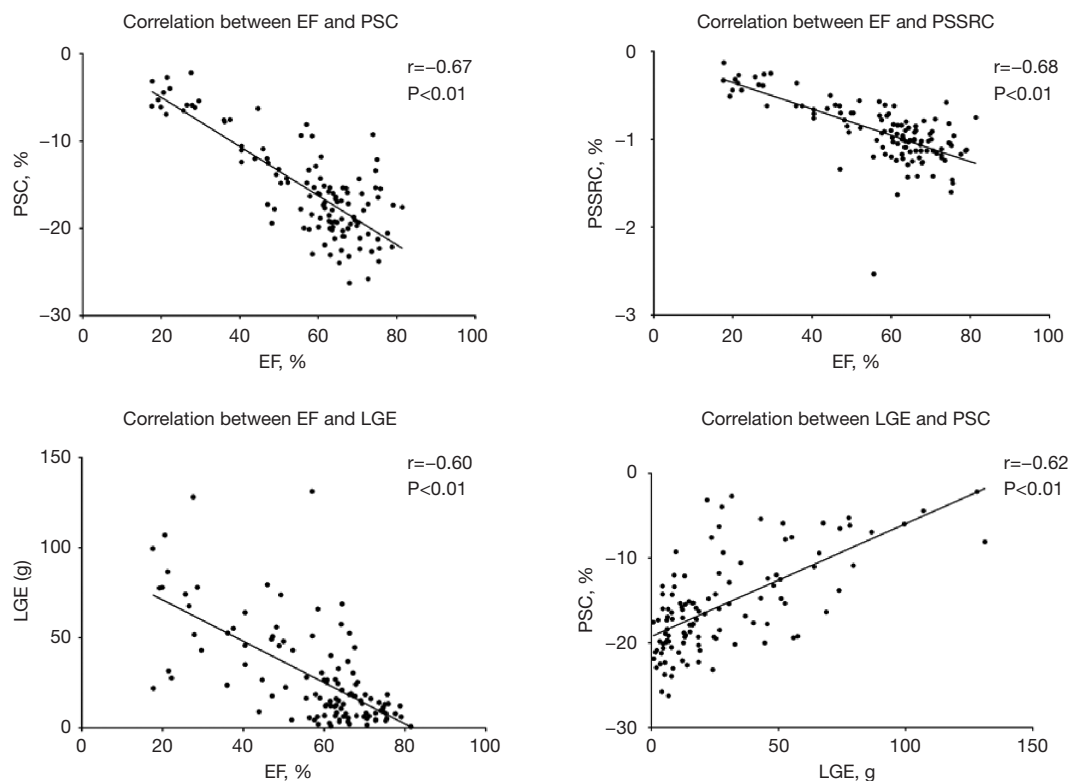 Correlation between EF and PSC
r=−0.67
P<0.01
PSC, %
0
−10
−20
−30
0 20 40 60 80 100
EF, %
Correlation between EF and PSSRC
r=−0.68
P<0.01
PSSRC, %
0
−1
−2
−3
0 20 40 60 80 100
EF, %
Correlation between EF and LGE
r=−0.60
P<0.01
LGE (g)
150
100
50
0
0 20 40 60 80 100
EF, %
Correlation between LGE and PSC
r=−0.62
P<0.01
PSC, %
0
−10
−20
−30
0 50 100 150
LGE, g